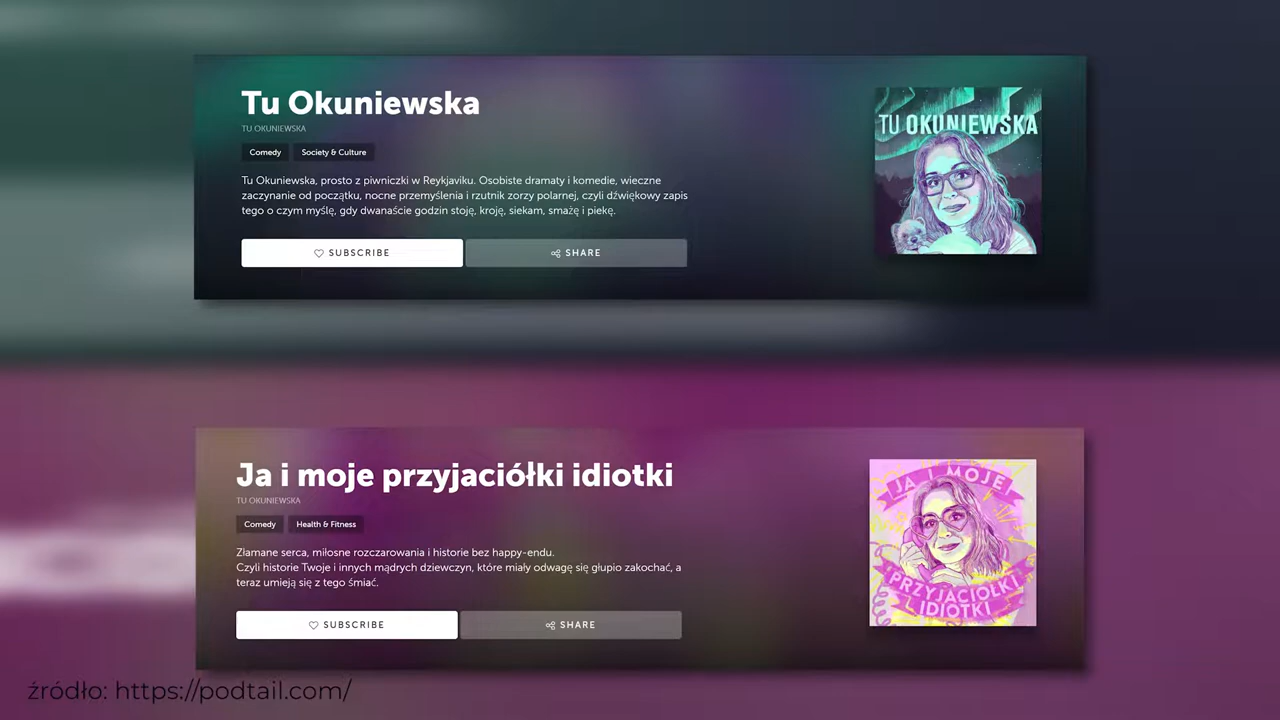 Tu Okuniewska
TU OKUNIEWSKA
Comedy
Society & Culture
Tu Okuniewska, prosto z piwniczki w Reykjaviku. Osobiste dramaty i komedie, wieczne
zaczynanie od początku, nocne przemyślenia i rzutnik zorzy polarnej, czyli dźwiękowy zapis
tego o czym myślę, gdy dwanaście godzin stoję, kroję, siekam, smażę i piekę.
SUBSCRIBE
SHARE
TU OKUNIEWSKA
Ja i moje przyjaciółki idiotki
TU OKUNIEWSKA
Comedy
Health & Fitness
Złamane serca, miłosne rozczarowania i historie bez happy-endu.
Czyli historie Twoje i innych mądrych dziewczyn, które miały odwagę się głupio zakochać, a
teraz umieją się z tego śmiać.
SUBSCRIBE
SHARE
JA I MOJE
PRZYJACIÓŁKI
IDIOTKI
źródło: https://podtail.com/